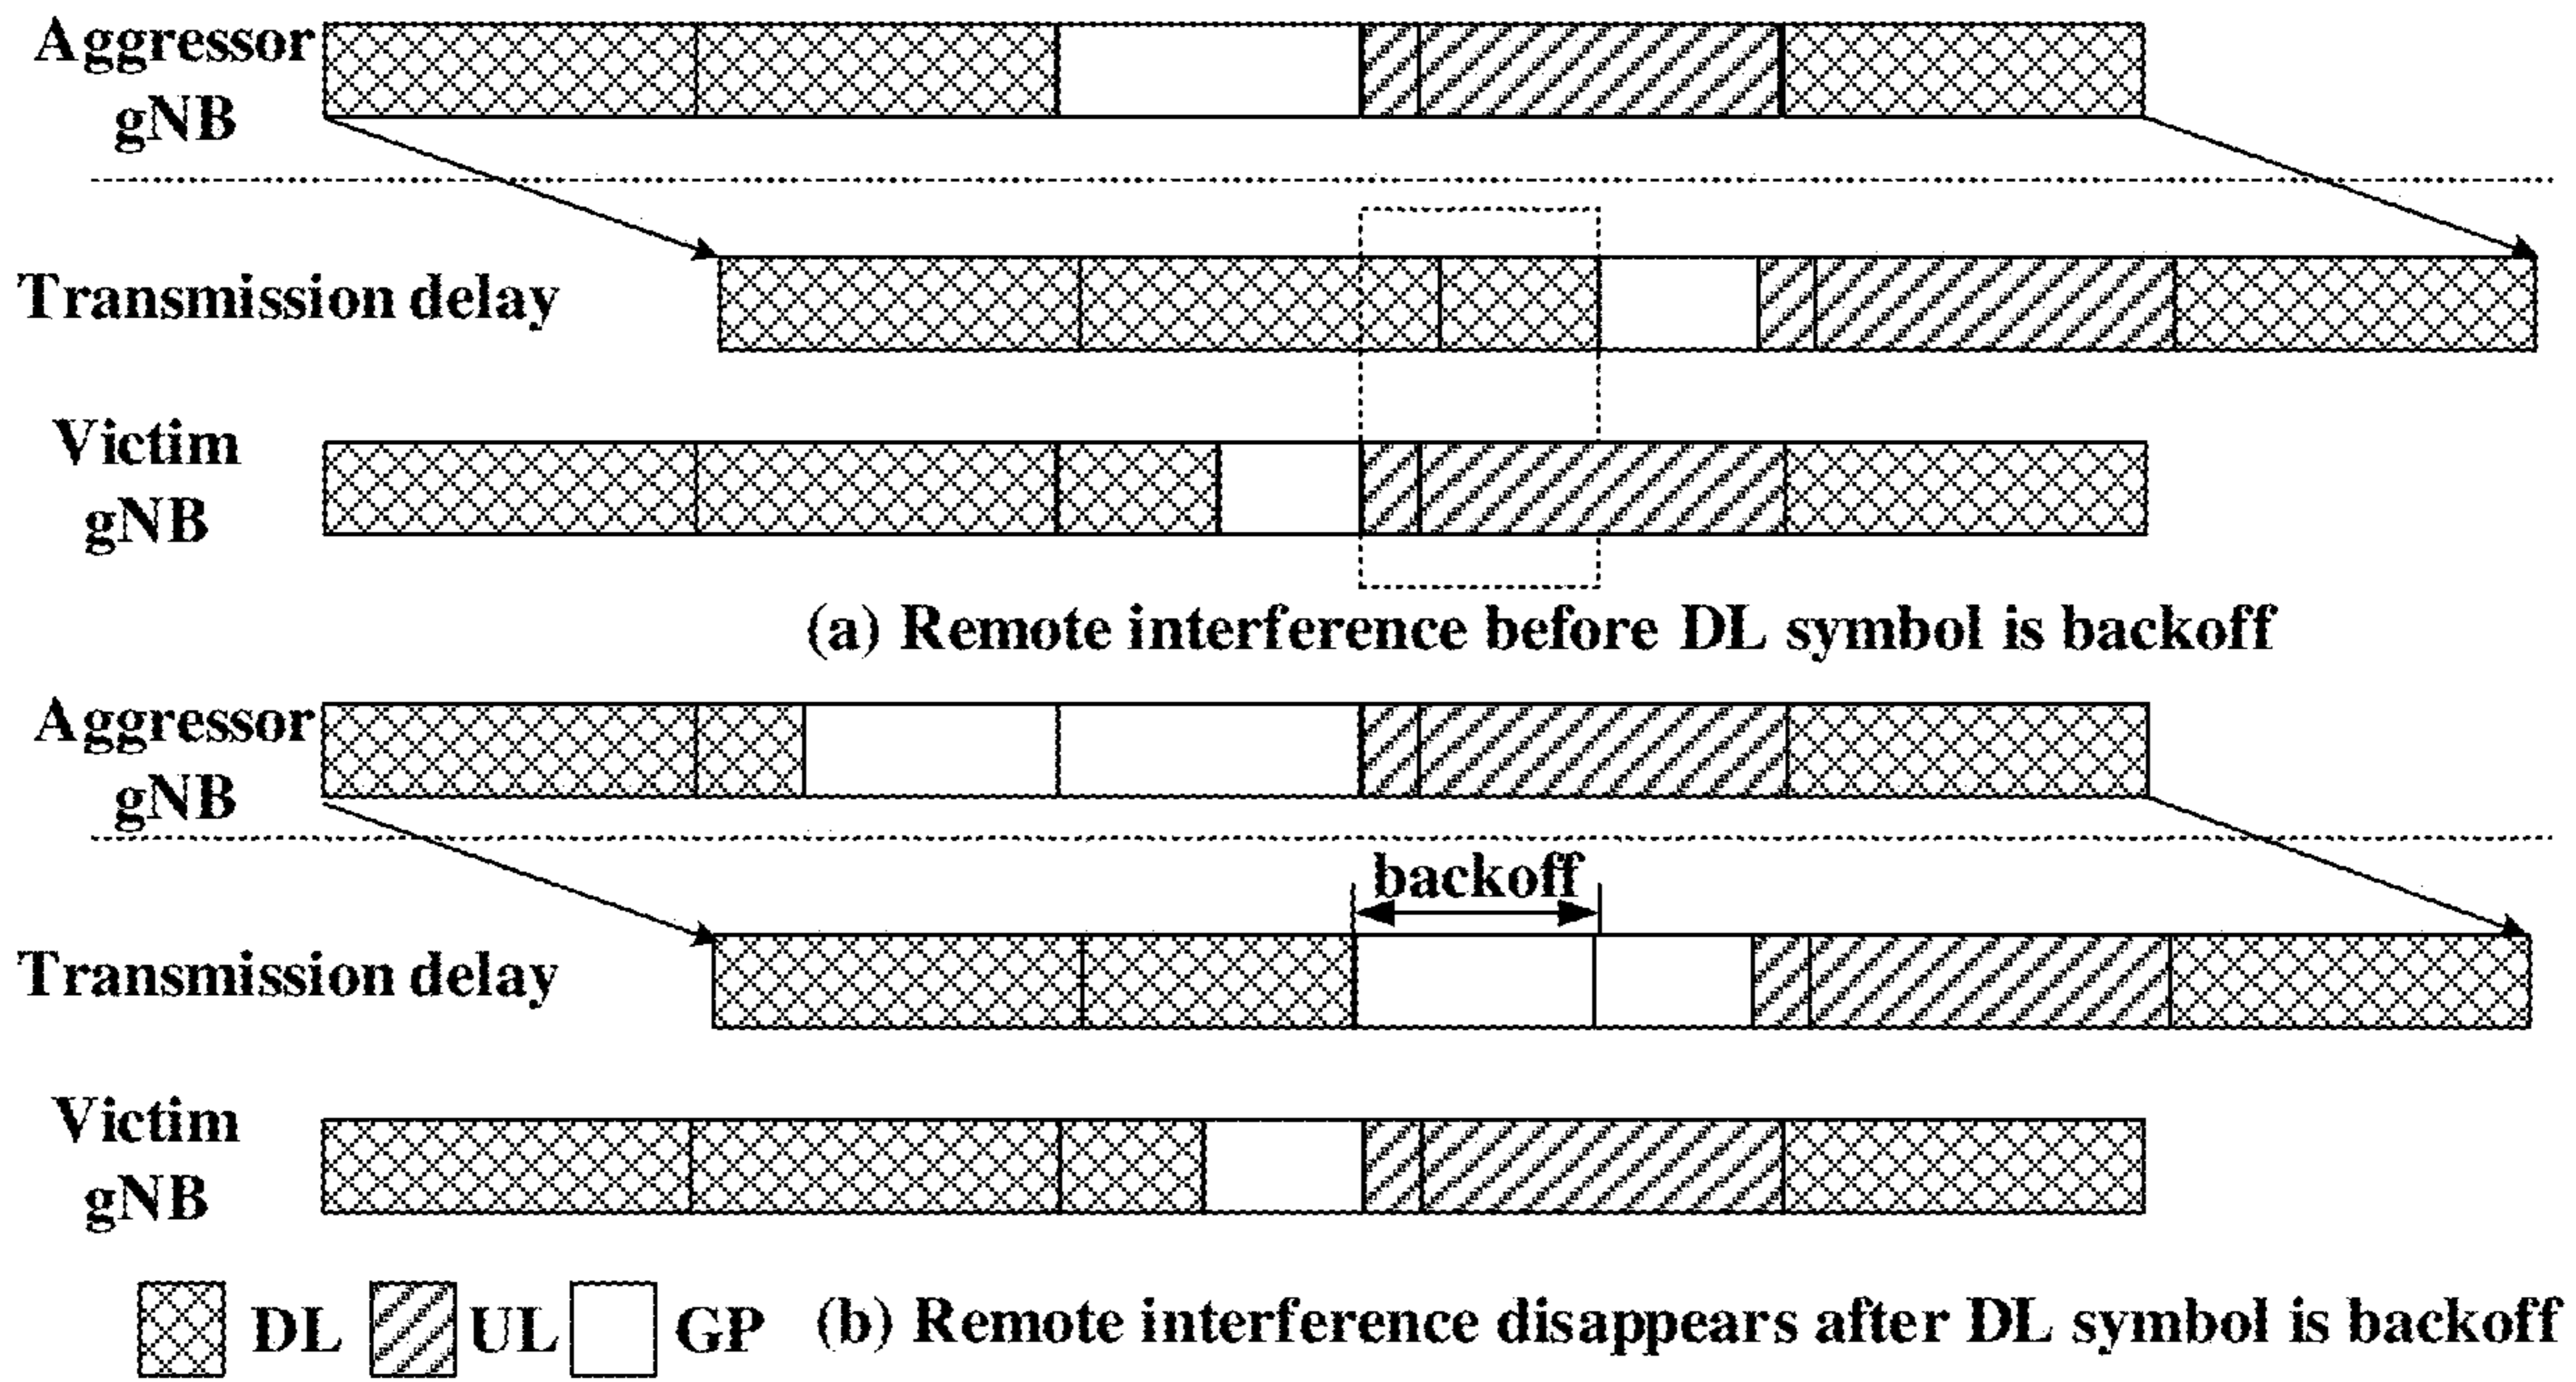 Aggressor
gNB
Transmission delay
Victim
gNB
(a) Remote interference before DL symbol is backoff
Aggressor
gNB
backoff
Transmission delay
Victim
gNB
DL UL GP (b) Remote interference disappears after DL symbol is backoff